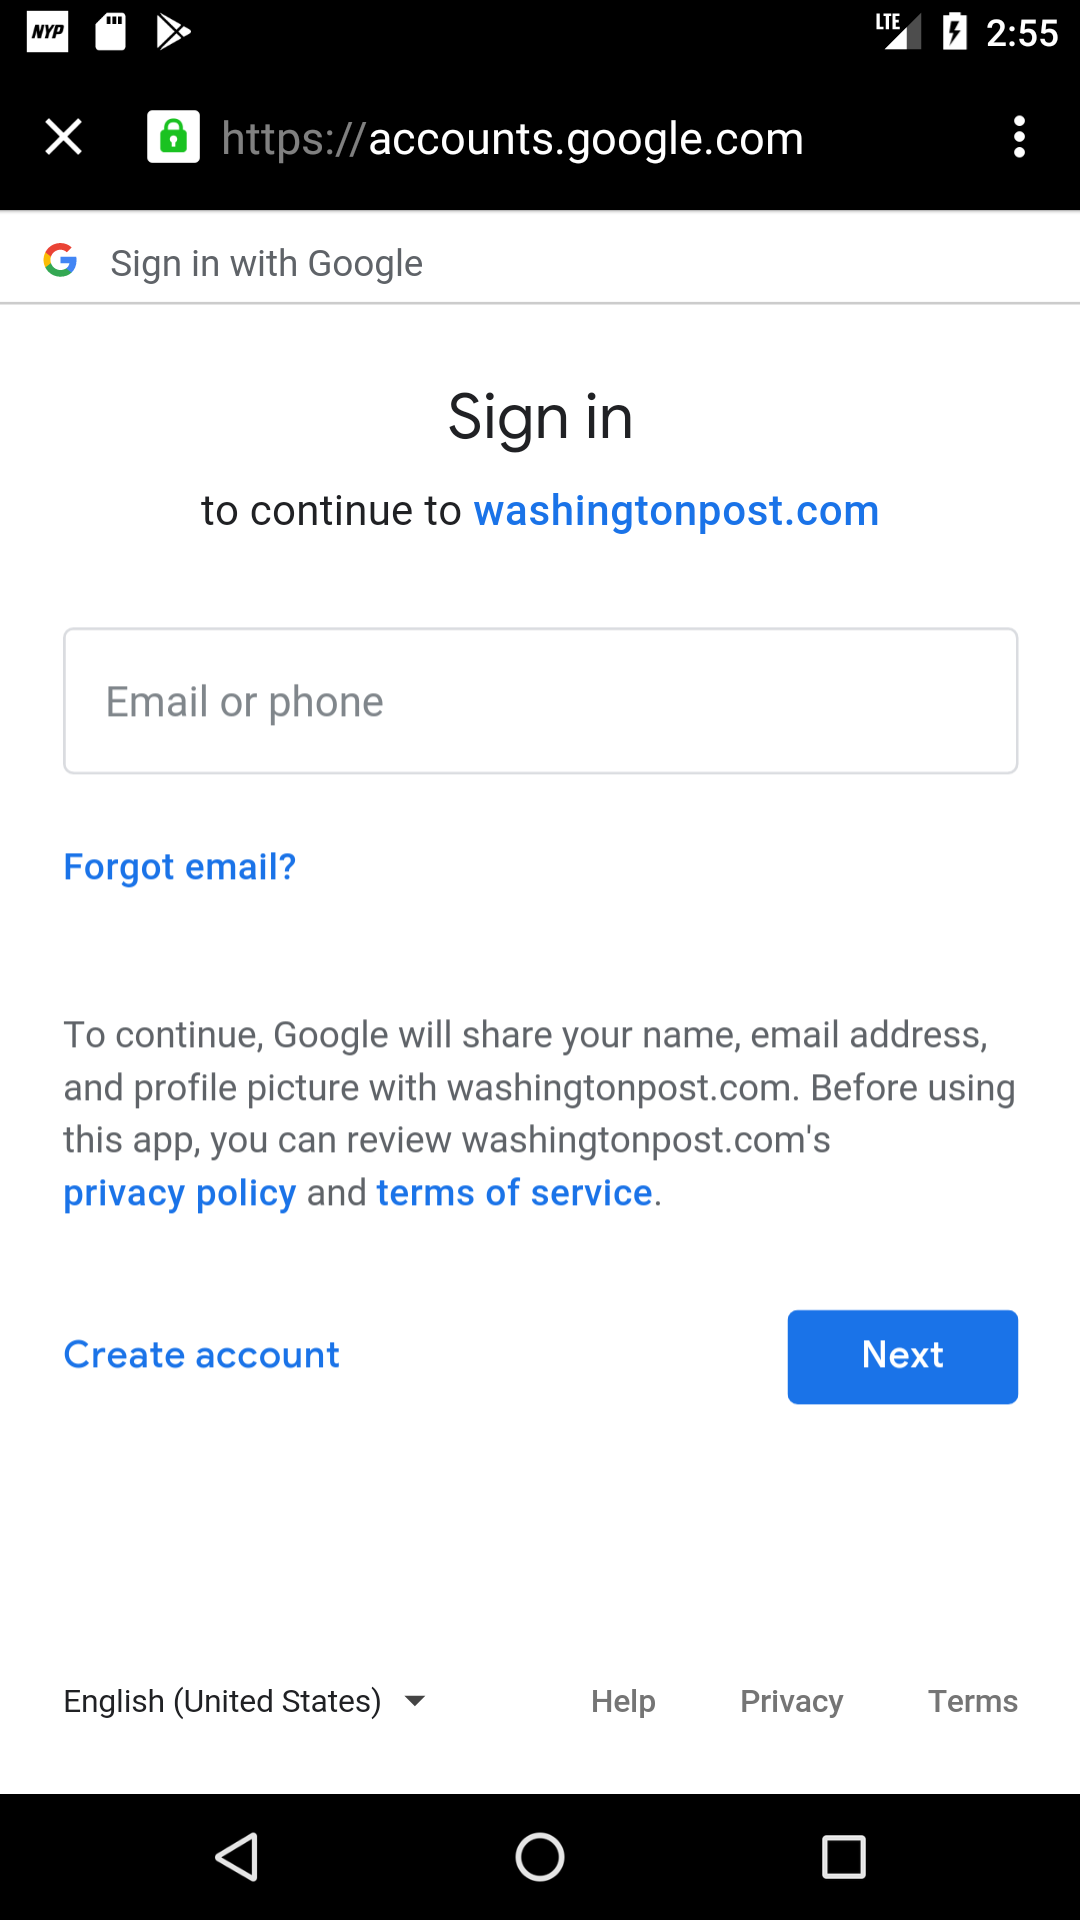 NYP
LTE
2:55
https://accounts.google.com
Sign in with Google
Sign in
to continue to washingtonpost.com
Email or phone
Forgot email?
To continue, Google will share your name, email address,
and profile picture with washingtonpost.com. Before using
this app, you can review washingtonpost.com's
privacy policy and terms of service.
Create account
Next
English (United States)
Help
Privacy
Terms